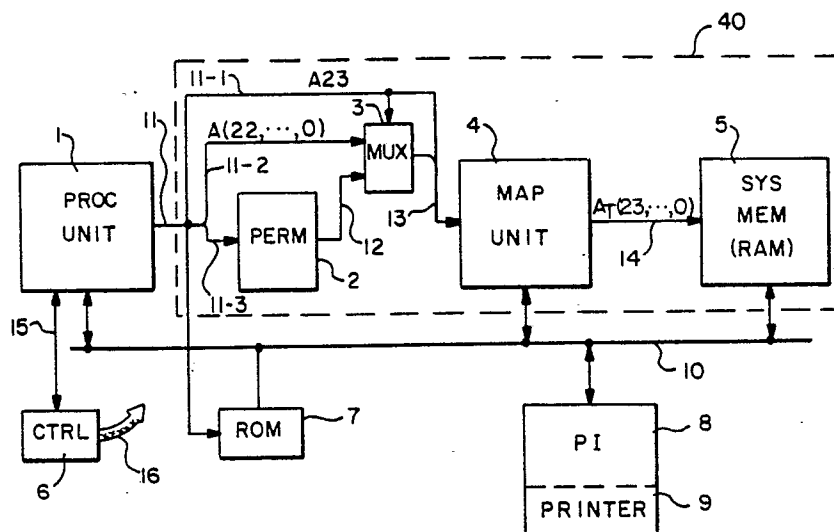 40
11-1
A23
3
1
11
A(22,···,0)
MUX
4
5
11-2
PROC
UNIT
PERM
12
13
MAP
UNIT
A_T(23,···,0)
14
SYS
MEM
(RAM)
2
11-3
15
10
CTRL
6
16
ROM
7
PI
8
PRINTER
9